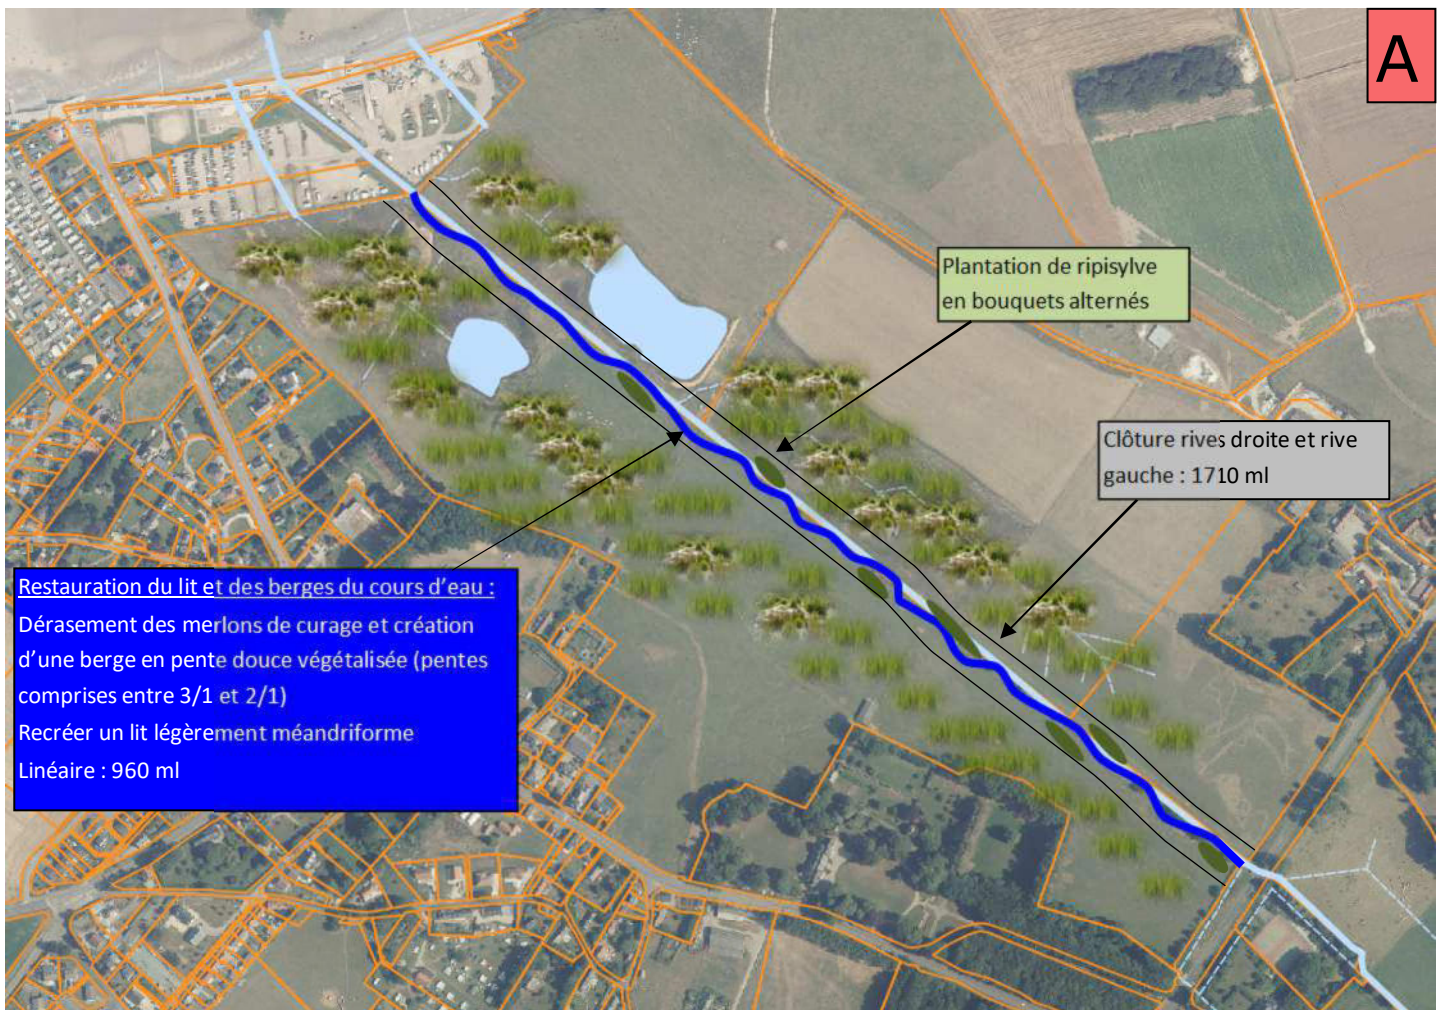 A
Plantation de ripisylve
en bouquets alternés
Clôture rives droite et rive
gauche : 1710 ml
Restauration du lit et des berges du cours d'eau :
Dérasement des merlons de curage et création
d'une berge en pente douce végétalisée (pentes
comprises entre 3/1 et 2/1)
Recréer un lit légèrement méandriforme
Linéaire : 960 ml